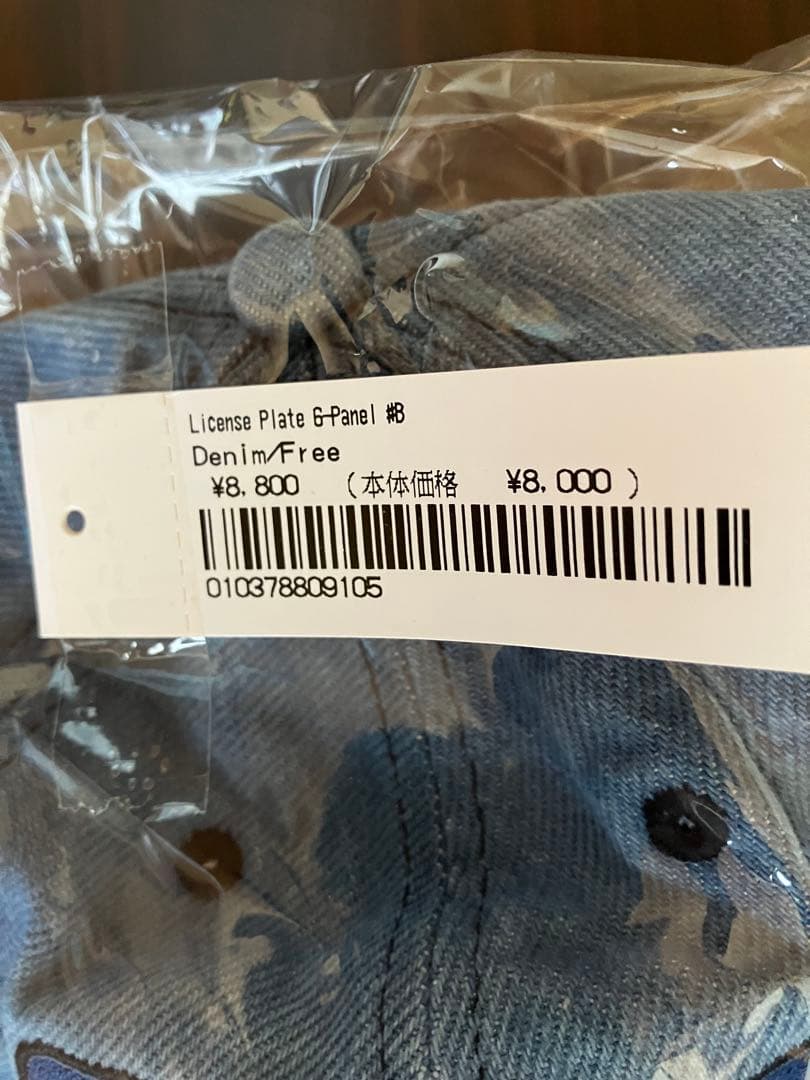 License Plate 6-Panel #B
Denim/Free
¥8,800 (本体価格 ¥8,000)
010378809105